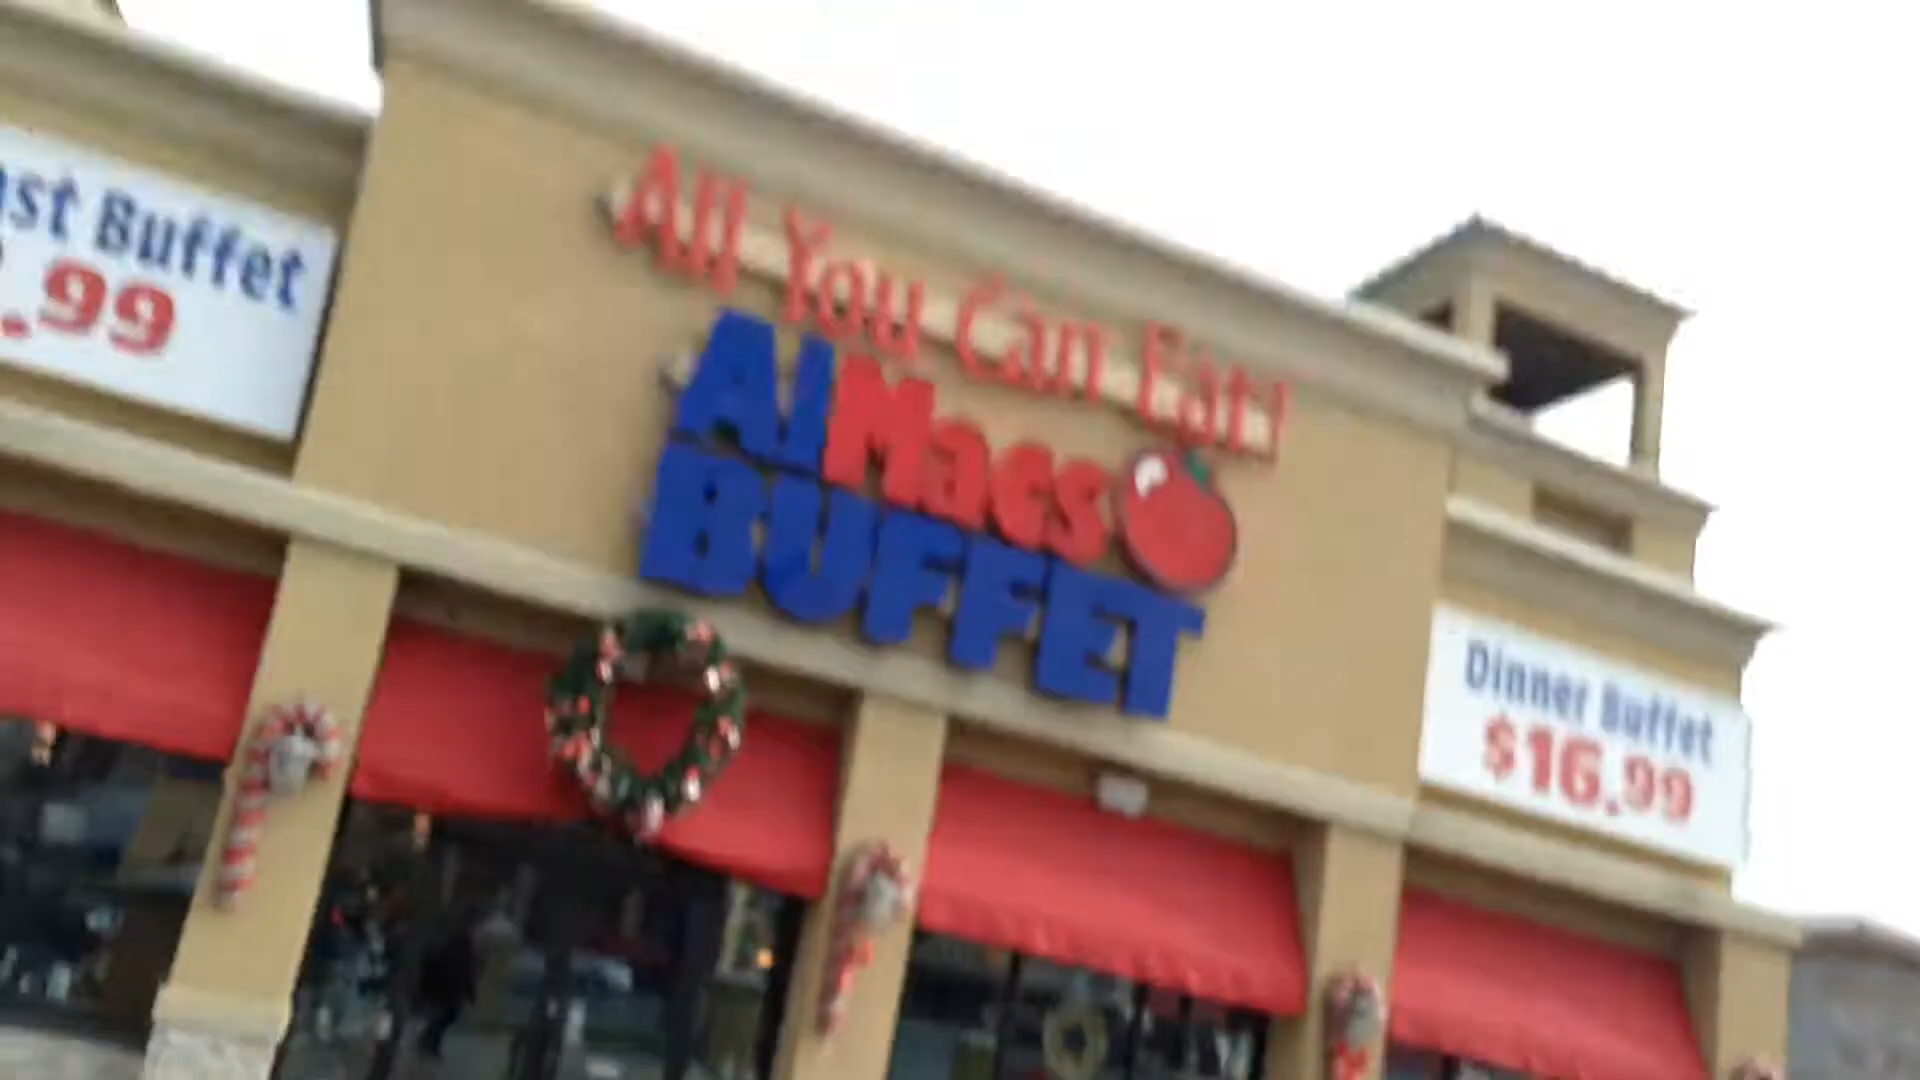 ast Buffet
.99
All You Can Eat!
AlMacs
BUFFET
Dinner Buffet
$16.99